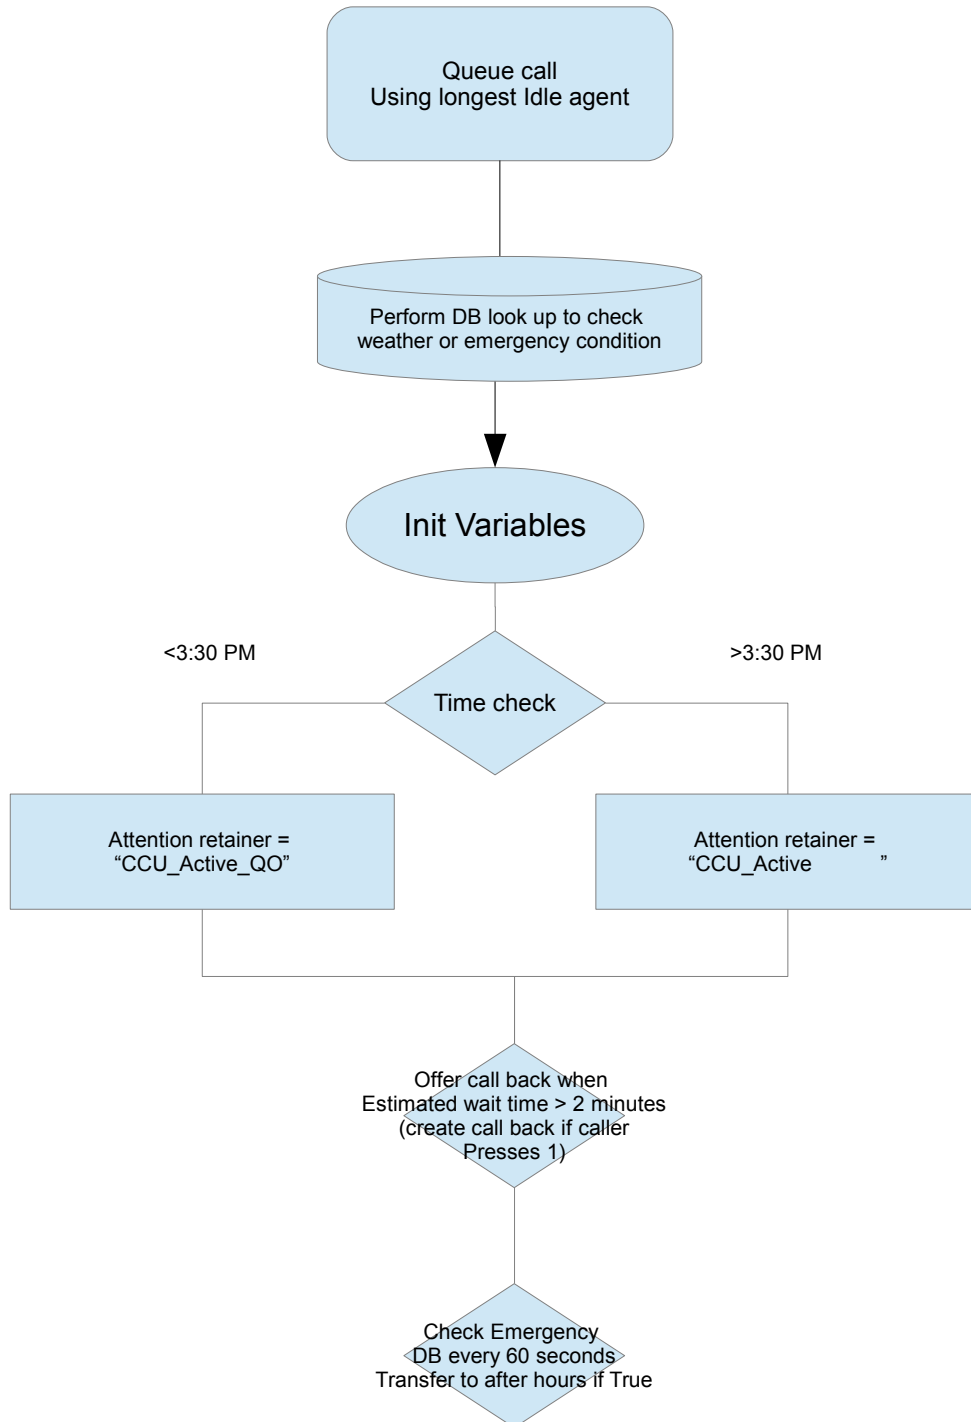 Queue call
Using longest Idle agent
Perform DB look up to check
weather or emergency condition
Init Variables
<3:30 PM
>3:30 PM
Time check
Attention retainer =
“CCU_Active_QO”
Attention retainer =
“CCU_Active ”
Offer call back when
Estimated wait time > 2 minutes
(create call back if caller
Presses 1)
Check Emergency
DB every 60 seconds
Transfer to after hours if True